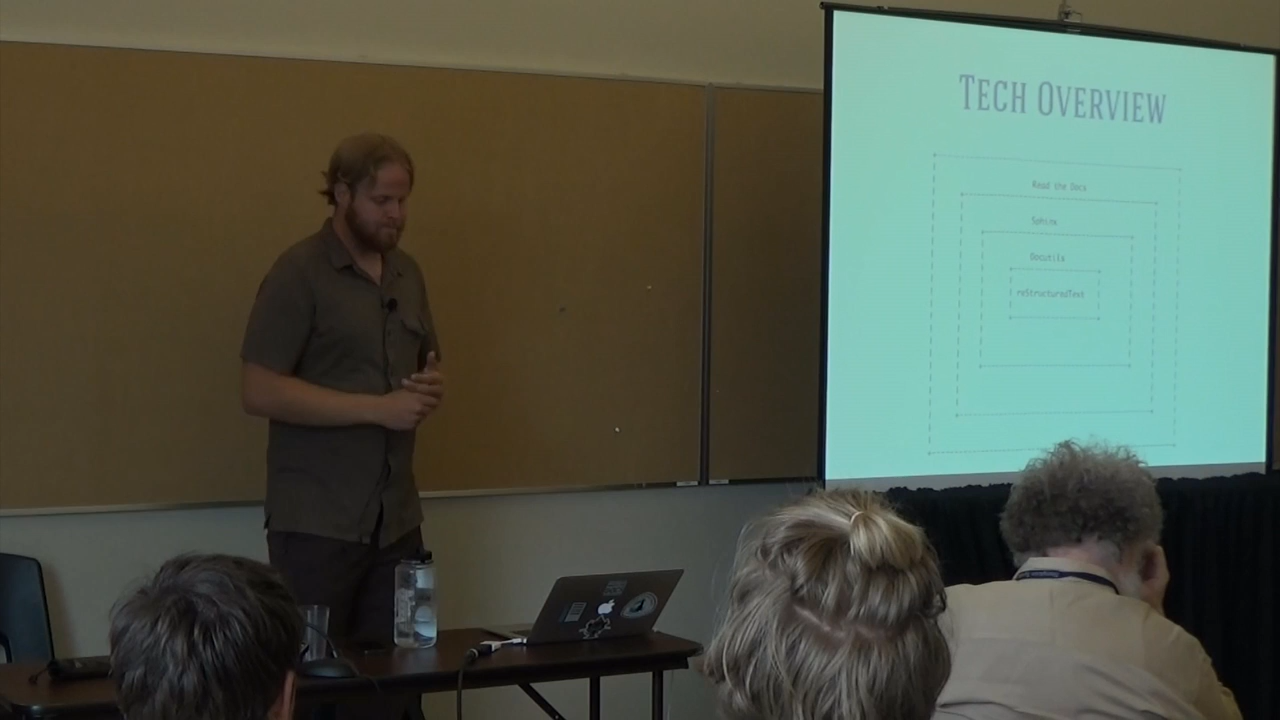 Tech Overview
Read the Docs
Sphinx
Docutils
reStructuredText